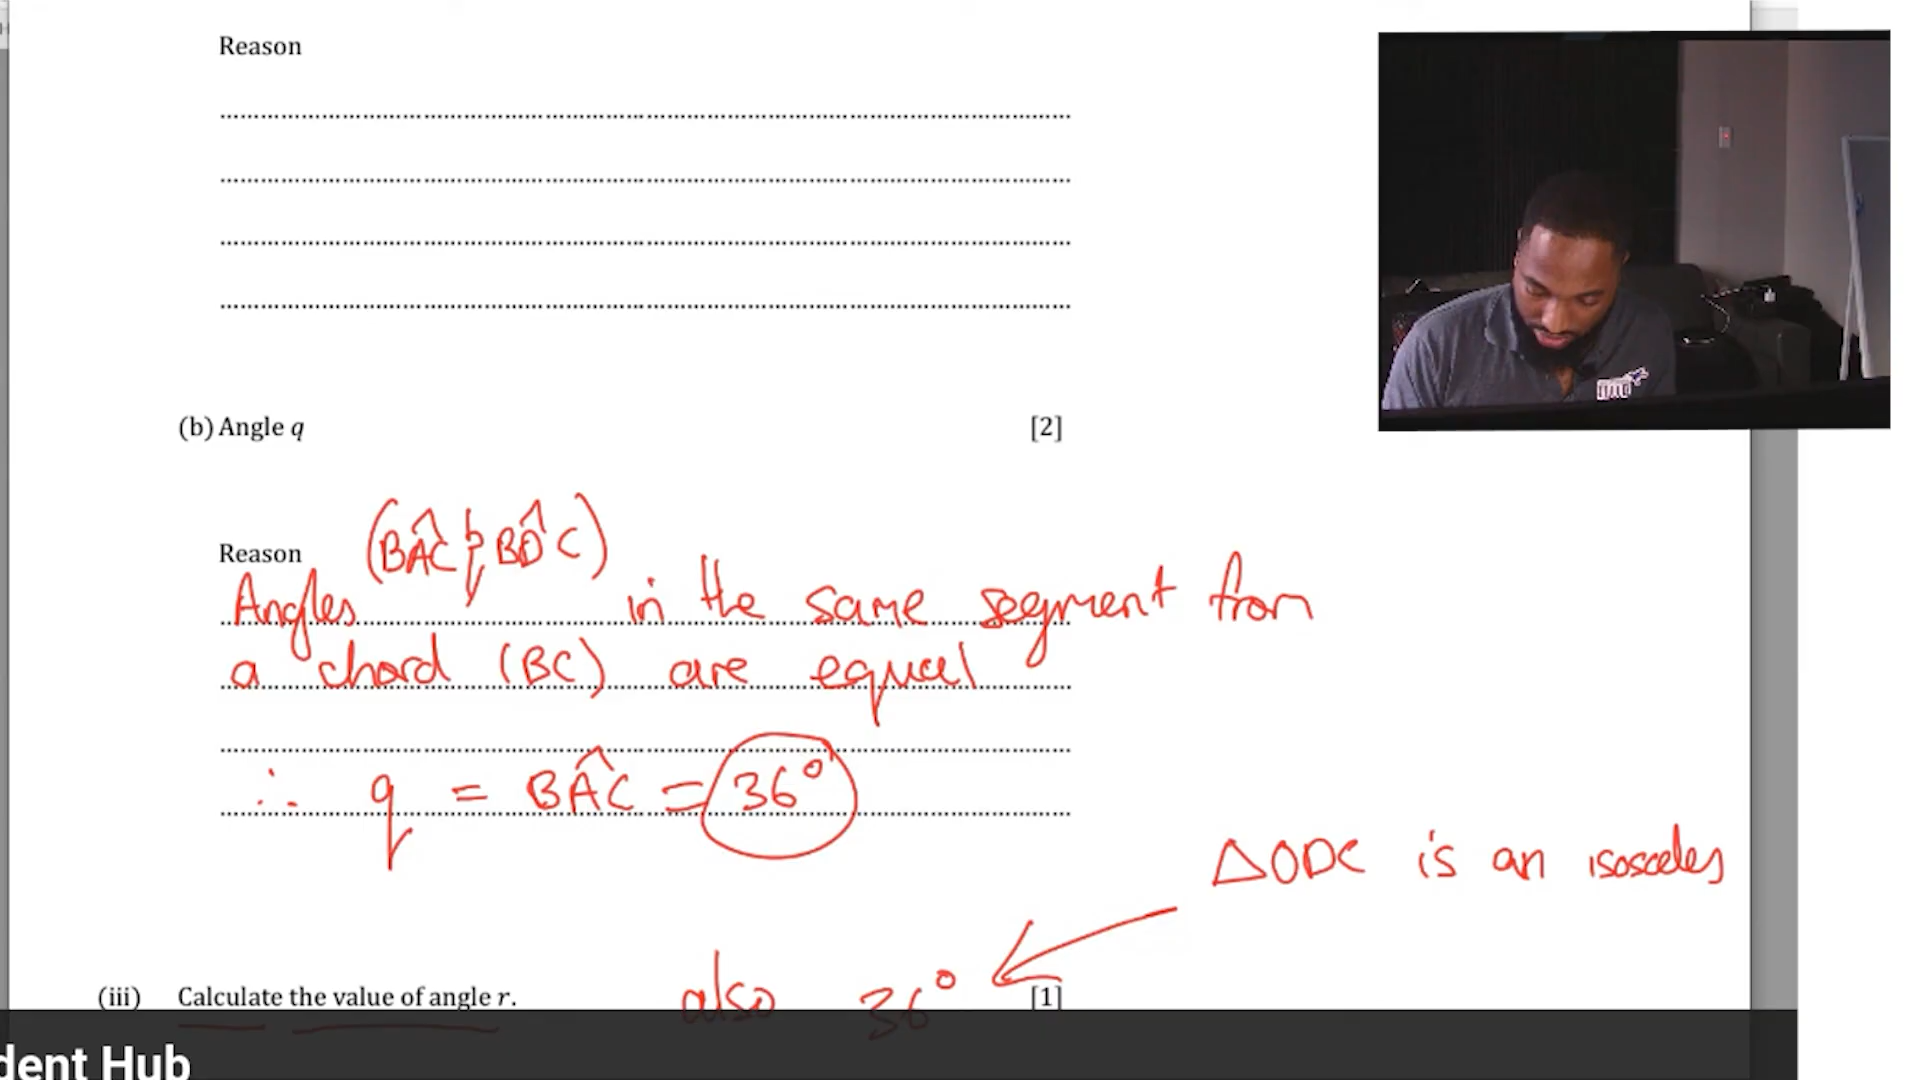 Reason
(b) Angle q [2]
(BÂC & BD̂C)
Reason
Angles in the same segment from
a chord (BC) are equal
∴ q = BÂC = 36°
△ODC is an isosceles
also 36°
(iii) Calculate the value of angle r. [1]
dent Hub